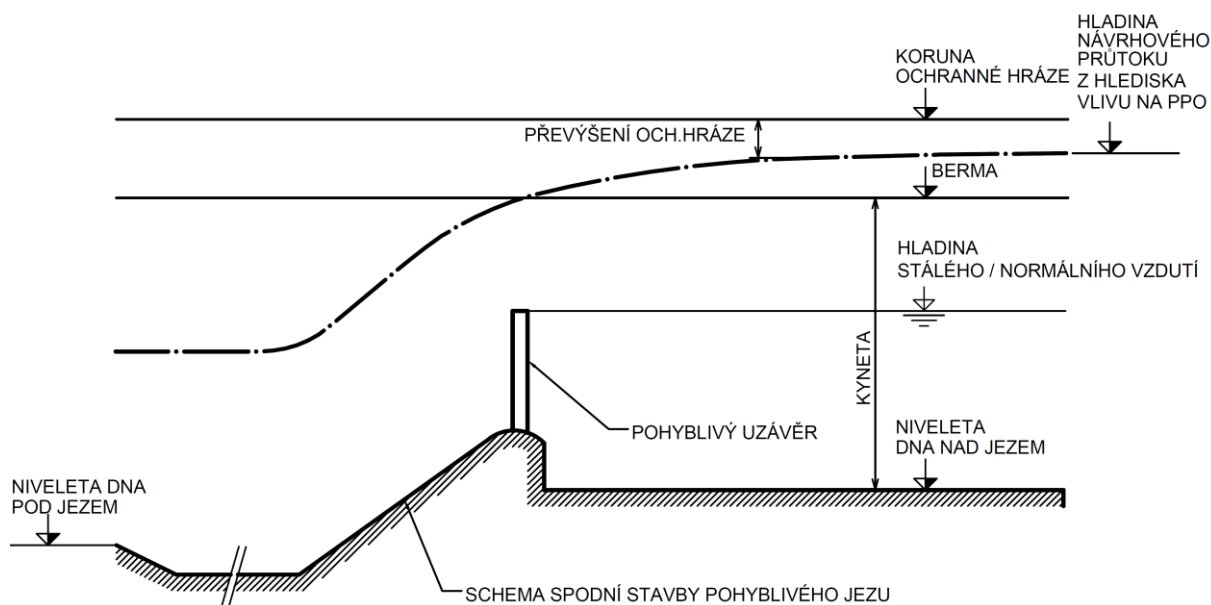 HLADINA
NÁVRHOVÉHO
PRŮTOKU
Z HLEDISKA
VLIVU NA PPO
KORUNA
OCHRANNÉ HRÁZE
PŘEVÝŠENÍ OCH.HRÁZE
BERMA
HLADINA
STÁLÉHO / NORMÁLNÍHO VZDUTÍ
KYNETA
POHYBLIVÝ UZÁVĚR
NIVELETA
DNA NAD JEZEM
NIVELETA DNA
POD JEZEM
SCHEMA SPODNÍ STAVBY POHYBLIVÉHO JEZU